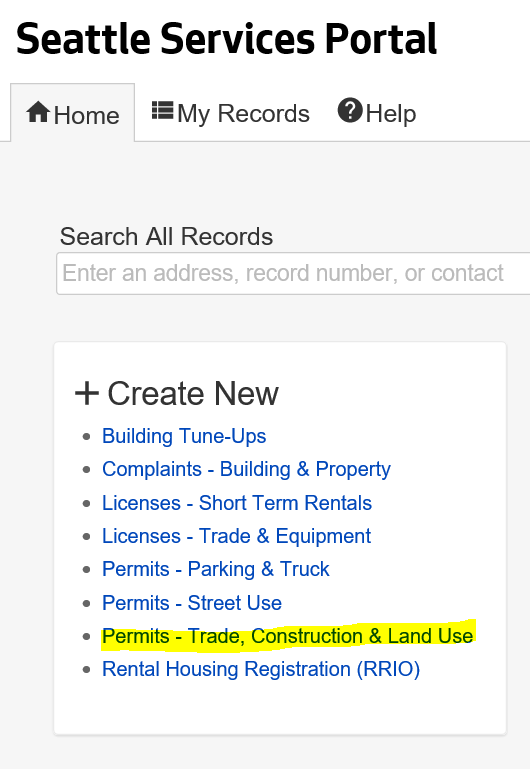 Seattle Services Portal
Home My Records Help
Search All Records
Enter an address, record number, or contact
Create New
Building Tune-Ups
Complaints - Building & Property
Licenses - Short Term Rentals
Licenses - Trade & Equipment
Permits - Parking & Truck
Permits - Street Use
Permits - Trade, Construction & Land Use
Rental Housing Registration (RRIO)